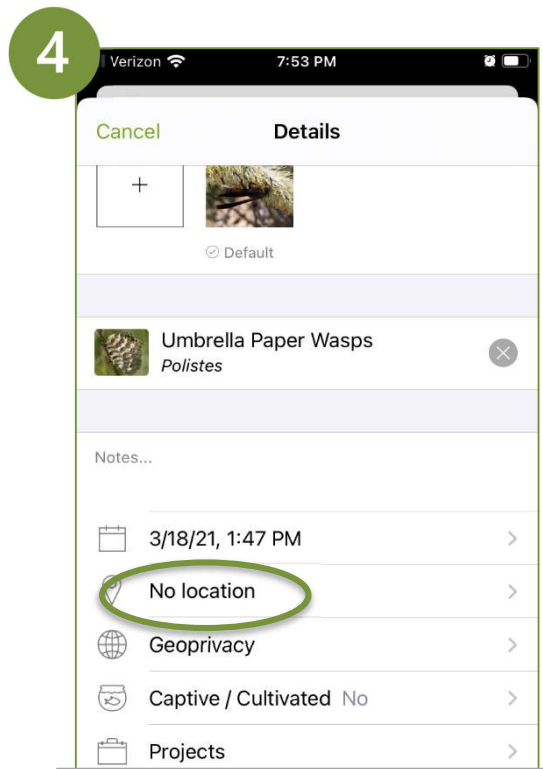 4
Verizon 7:53 PM
Cancel Details
+
Default
Umbrella Paper Wasps
Polistes
Notes...
3/18/21, 1:47 PM
No location
Geoprivacy
Captive / Cultivated No
Projects